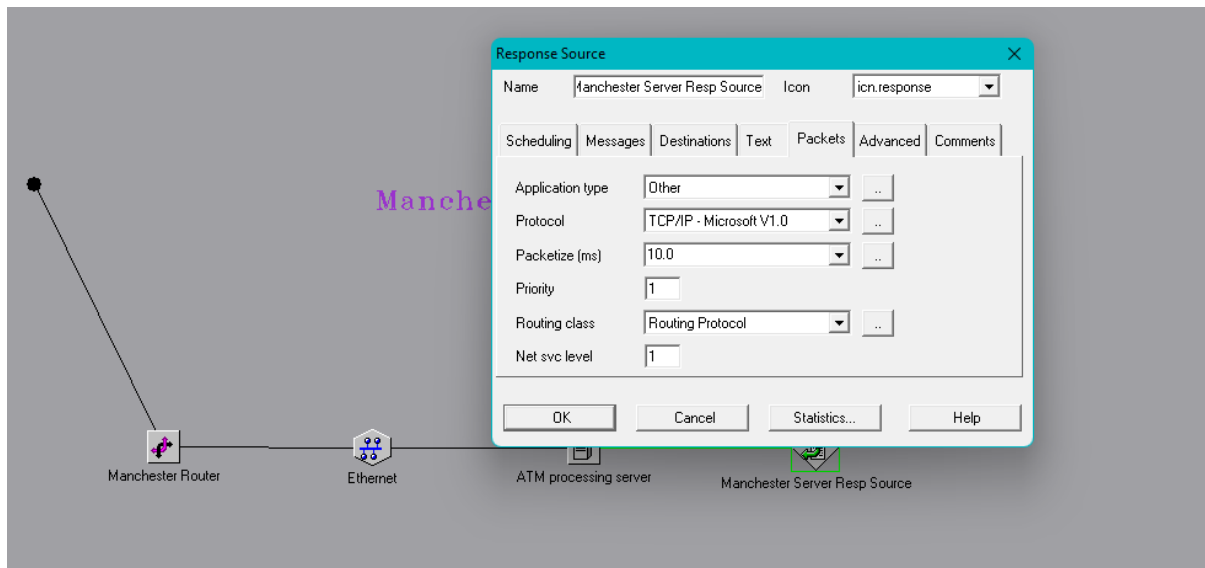 Response Source
Name Manchester Server Resp Source Icon icn.response
Scheduling Messages Destinations Text Packets Advanced Comments
Application type Other ..
Protocol TCP/IP - Microsoft V1.0 ..
Packetize (ms) 10.0 ..
Priority 1
Routing class Routing Protocol ..
Net svc level 1
OK Cancel Statistics... Help
Manche
Manchester Router
Ethernet
ATM processing server
Manchester Server Resp Source